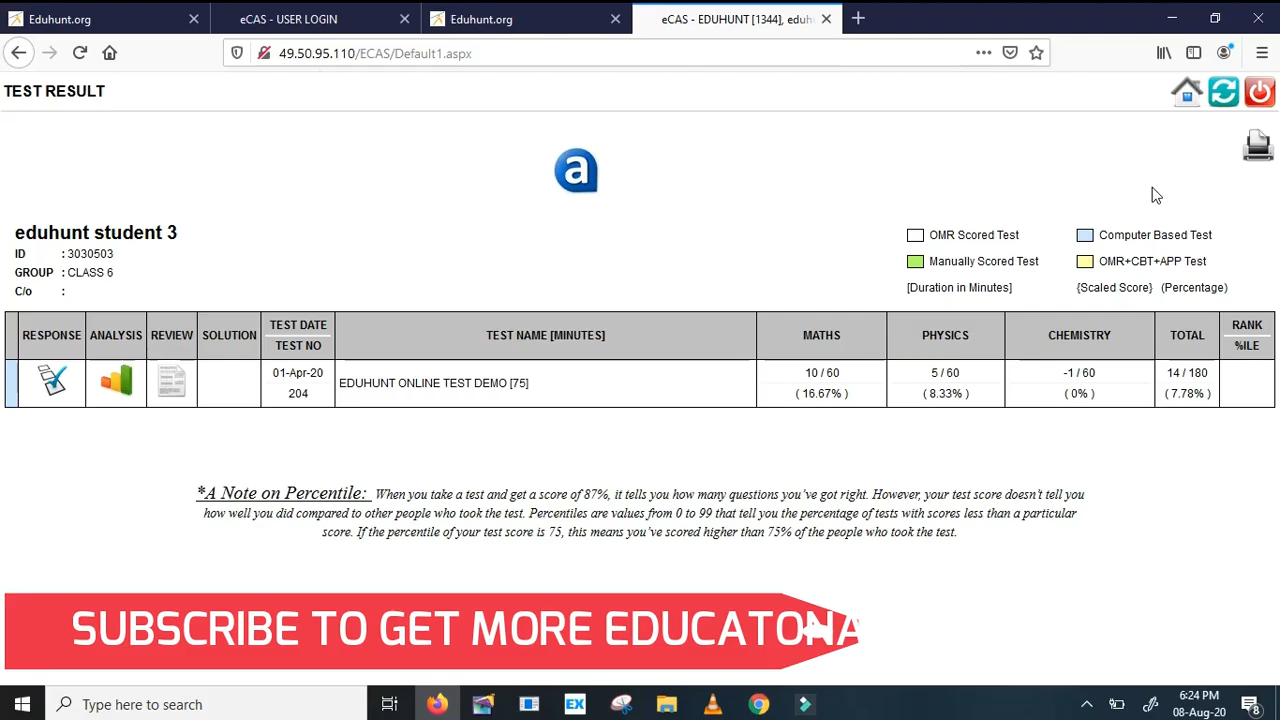 Eduhunt.org
eCAS - USER LOGIN
Eduhunt.org
eCAS - EDUHUNT [1344], eduh
49.50.95.110/ECAS/Default1.aspx
TEST RESULT
a
eduhunt student 3
ID : 3030503
GROUP : CLASS 6
C/o :
OMR Scored Test
Computer Based Test
Manually Scored Test
OMR+CBT+APP Test
[Duration in Minutes]
{Scaled Score} (Percentage)
RESPONSE ANALYSIS REVIEW SOLUTION TEST DATE TEST NAME [MINUTES] MATHS PHYSICS CHEMISTRY TOTAL RANK
TEST NO %ILE
01-Apr-20 EDUHUNT ONLINE TEST DEMO [75] 10 / 60 5 / 60 -1 / 60 14 / 180
204 ( 16.67% ) ( 8.33% ) ( 0% ) ( 7.78% )
*A Note on Percentile: When you take a test and get a score of 87%, it tells you how many questions you've got right. However, your test score doesn't tell you
how well you did compared to other people who took the test. Percentiles are values from 0 to 99 that tell you the percentage of tests with scores less than a particular
score. If the percentile of your test score is 75, this means you've scored higher than 75% of the people who took the test.
SUBSCRIBE TO GET MORE EDUCATONA
Type here to search
EX
6:24 PM
08-Aug-20
8